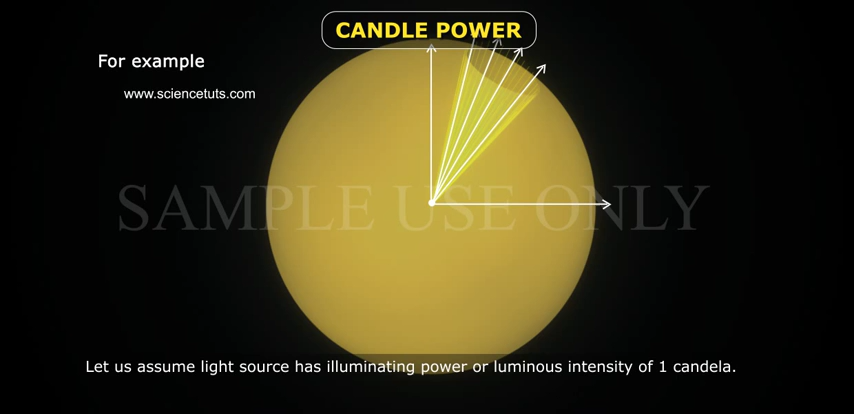 CANDLE POWER
For example
www.sciencetuts.com
SAMPLE USE ONLY
Let us assume light source has illuminating power or luminous intensity of 1 candela.